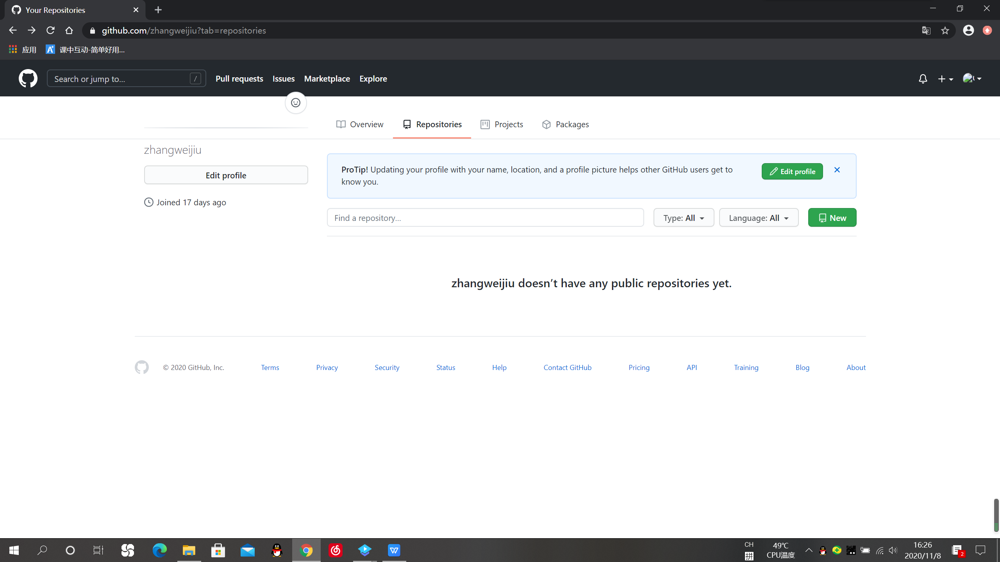 Your Repositories
github.com/zhangweijiu?tab=repositories
应用 课中互动-简单好用...
Search or jump to... / Pull requests Issues Marketplace Explore
Overview Repositories Projects Packages
zhangweijiu
Edit profile
Joined 17 days ago
ProTip! Updating your profile with your name, location, and a profile picture helps other GitHub users get to
know you.
Edit profile
Find a repository... Type: All Language: All New
zhangweijiu doesn’t have any public repositories yet.
© 2020 GitHub, Inc. Terms Privacy Security Status Help Contact GitHub Pricing API Training Blog About
CH
拼
49℃
CPU温度
16:26
2020/11/8
2